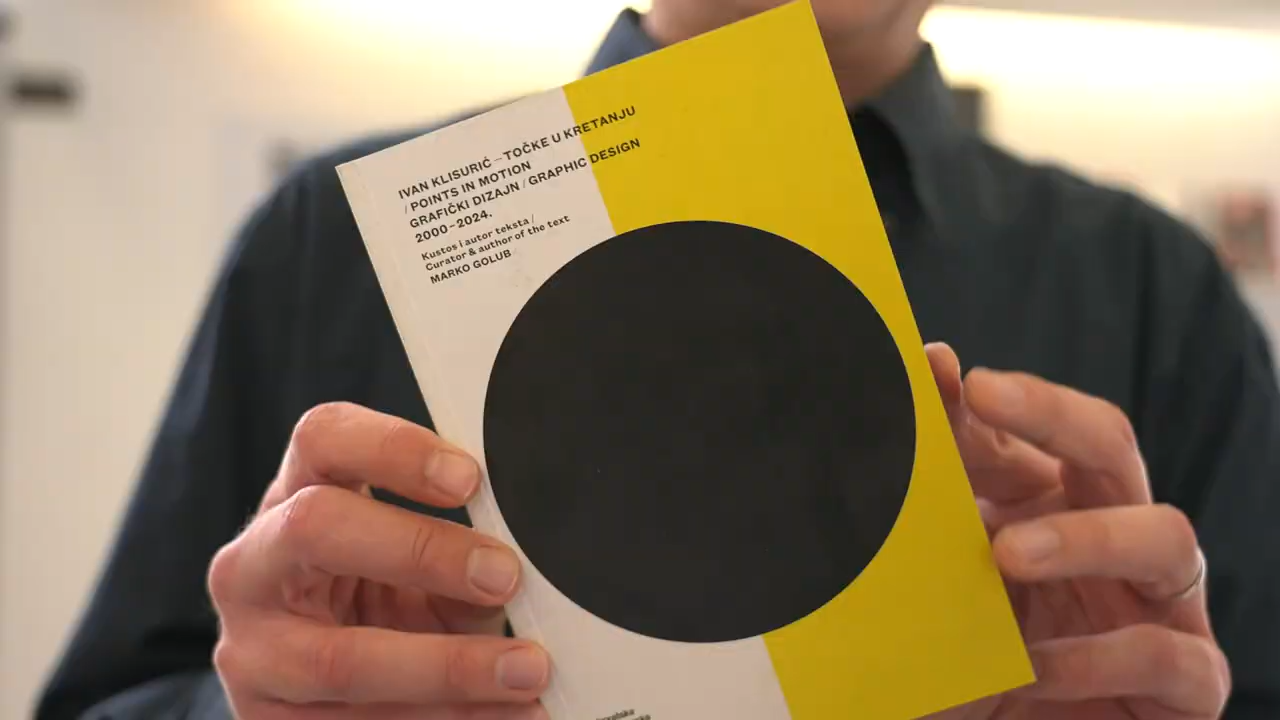 IVAN KLISURIĆ – TOČKE U KRETANJU
/ POINTS IN MOTION
GRAFIČKI DIZAJN / GRAPHIC DESIGN
2000–2024.
Kustos i autor teksta /
Curator & author of the text
MARKO GOLUB